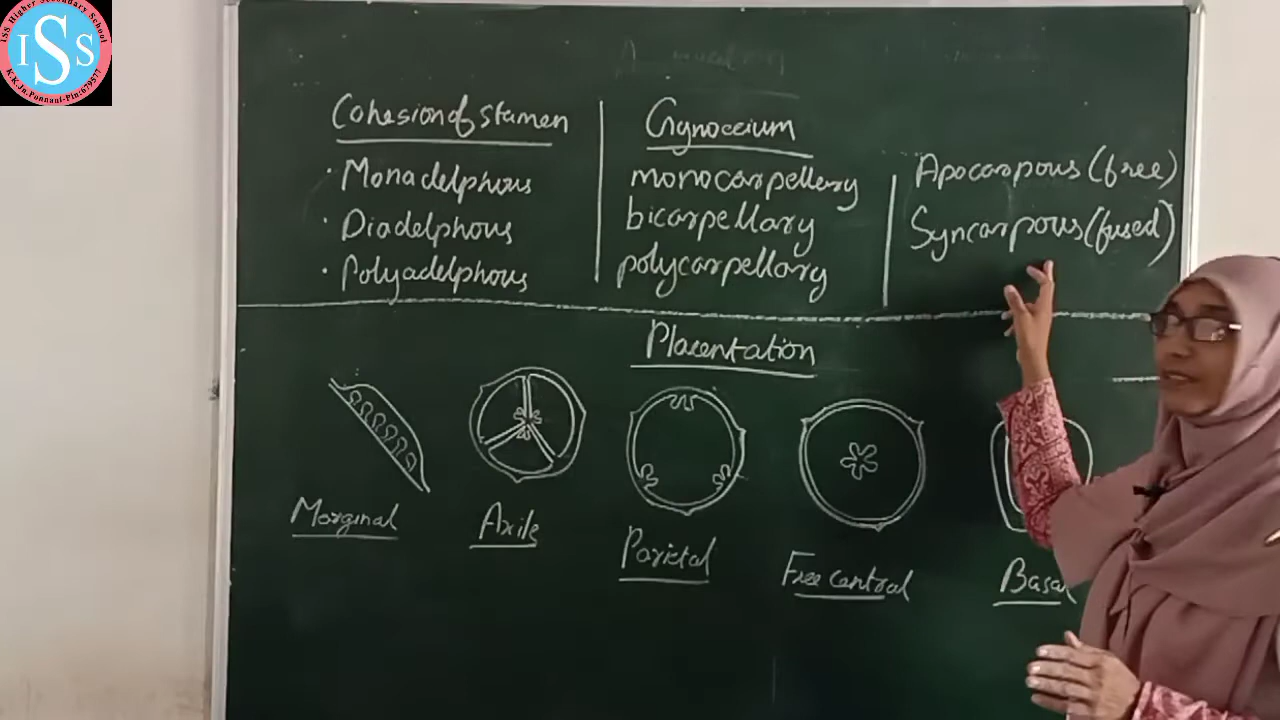 ISS Higher Secondary School
ISS
K.K.Jn.Ponnani-Pin:679577
Cohesion of stamen
· Monadelphous
· Diadelphous
· Polyadelphous
Gynoecium
monocarpellary
bicarpellary
polycarpellary
Apocarpous (free)
Syncarpous (fused)
Placentation
Marginal
Axile
Parietal
Free central
Basal